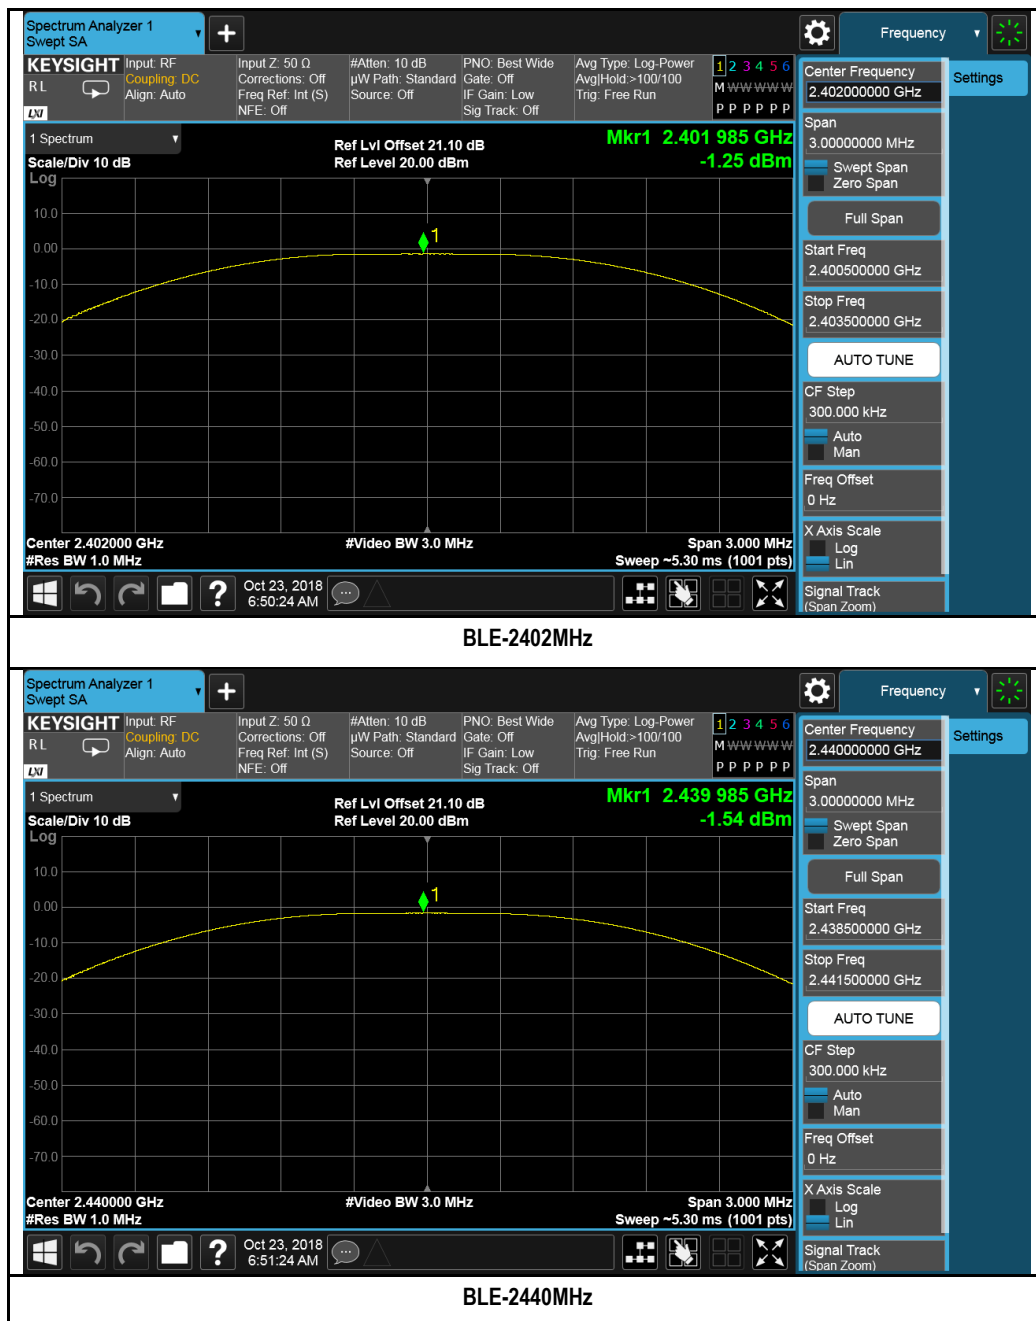 Spectrum Analyzer 1
Swept SA
Frequency
KEYSIGHT
RL
LXI
Input: RF
Coupling: DC
Align: Auto
Input Z: 50 Ω
Corrections: Off
Freq Ref: Int (S)
NFE: Off
#Atten: 10 dB
µW Path: Standard
Source: Off
PNO: Best Wide
Gate: Off
IF Gain: Low
Sig Track: Off
Avg Type: Log-Power
Avg|Hold:>100/100
Trig: Free Run
1 2 3 4 5 6
M W W W W W
P P P P P P
Center Frequency
2.402000000 GHz
Settings
1 Spectrum
Scale/Div 10 dB
Log
Ref Lvl Offset 21.10 dB
Ref Level 20.00 dBm
Mkr1 2.401 985 GHz
-1.25 dBm
Span
3.00000000 MHz
Swept Span
Zero Span
Full Span
Start Freq
2.400500000 GHz
Stop Freq
2.403500000 GHz
AUTO TUNE
CF Step
300.000 kHz
Auto
Man
Freq Offset
0 Hz
X Axis Scale
Log
Lin
Signal Track
(Span Zoom)
1
10.0
0.00
-10.0
-20.0
-30.0
-40.0
-50.0
-60.0
-70.0
Center 2.402000 GHz
#Res BW 1.0 MHz
#Video BW 3.0 MHz
Span 3.000 MHz
Sweep ~5.30 ms (1001 pts)
?
Oct 23, 2018
6:50:24 AM
BLE-2402MHz
Spectrum Analyzer 1
Swept SA
Frequency
KEYSIGHT
RL
LXI
Input: RF
Coupling: DC
Align: Auto
Input Z: 50 Ω
Corrections: Off
Freq Ref: Int (S)
NFE: Off
#Atten: 10 dB
µW Path: Standard
Source: Off
PNO: Best Wide
Gate: Off
IF Gain: Low
Sig Track: Off
Avg Type: Log-Power
Avg|Hold:>100/100
Trig: Free Run
1 2 3 4 5 6
M W W W W W
P P P P P P
Center Frequency
2.440000000 GHz
Settings
1 Spectrum
Scale/Div 10 dB
Log
Ref Lvl Offset 21.10 dB
Ref Level 20.00 dBm
Mkr1 2.439 985 GHz
-1.54 dBm
Span
3.00000000 MHz
Swept Span
Zero Span
Full Span
Start Freq
2.438500000 GHz
Stop Freq
2.441500000 GHz
AUTO TUNE
CF Step
300.000 kHz
Auto
Man
Freq Offset
0 Hz
X Axis Scale
Log
Lin
Signal Track
(Span Zoom)
1
10.0
0.00
-10.0
-20.0
-30.0
-40.0
-50.0
-60.0
-70.0
Center 2.440000 GHz
#Res BW 1.0 MHz
#Video BW 3.0 MHz
Span 3.000 MHz
Sweep ~5.30 ms (1001 pts)
?
Oct 23, 2018
6:51:24 AM
BLE-2440MHz